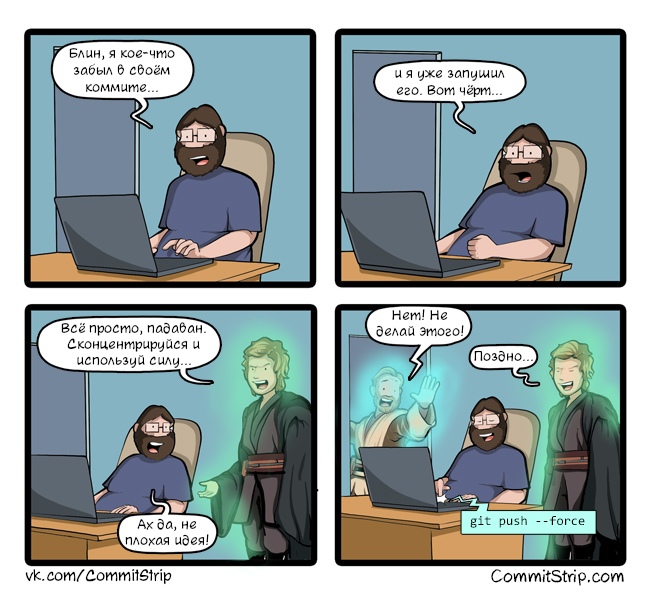 Блин, я кое-что
забыл в своём
коммите...
и я уже запушил
его. Вот чёрт...
Всё просто, падаван.
Сконцентрируйся и
используй силу...
Ах да, не
плохая идея!
Нет! Не
делай этого!
Поздно...
git push --force
vk.com/CommitStrip
CommitStrip.com